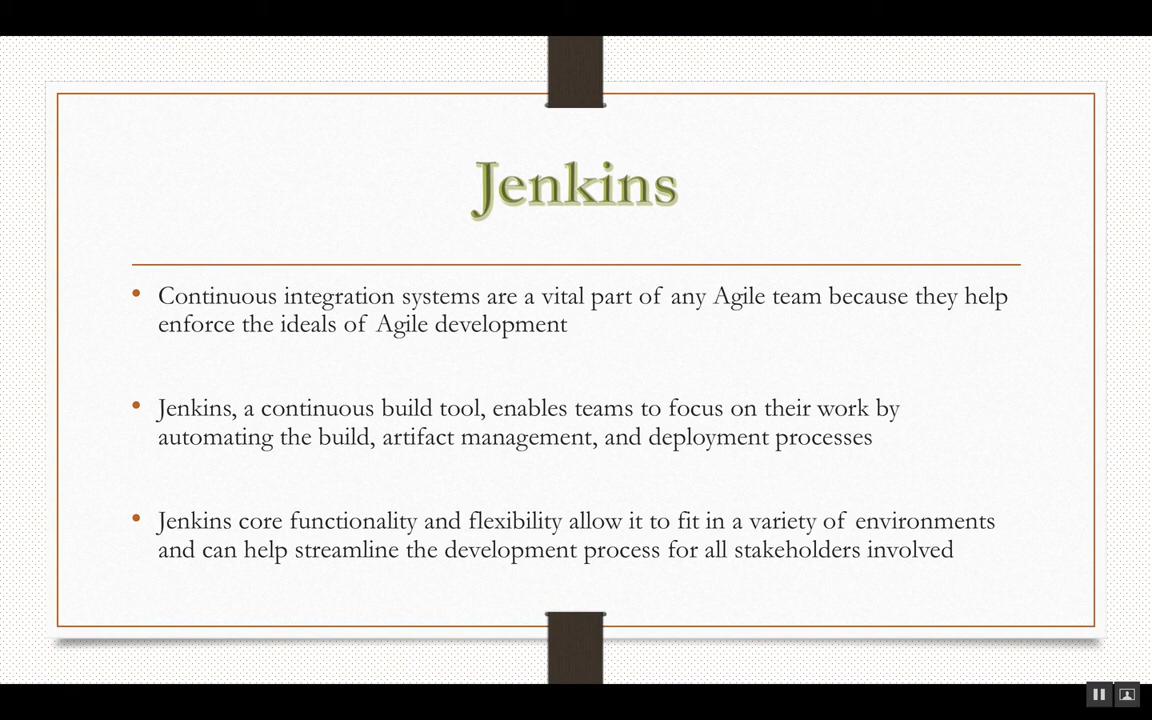 Jenkins
Continuous integration systems are a vital part of any Agile team because they help
enforce the ideals of Agile development
Jenkins, a continuous build tool, enables teams to focus on their work by
automating the build, artifact management, and deployment processes
Jenkins core functionality and flexibility allow it to fit in a variety of environments
and can help streamline the development process for all stakeholders involved